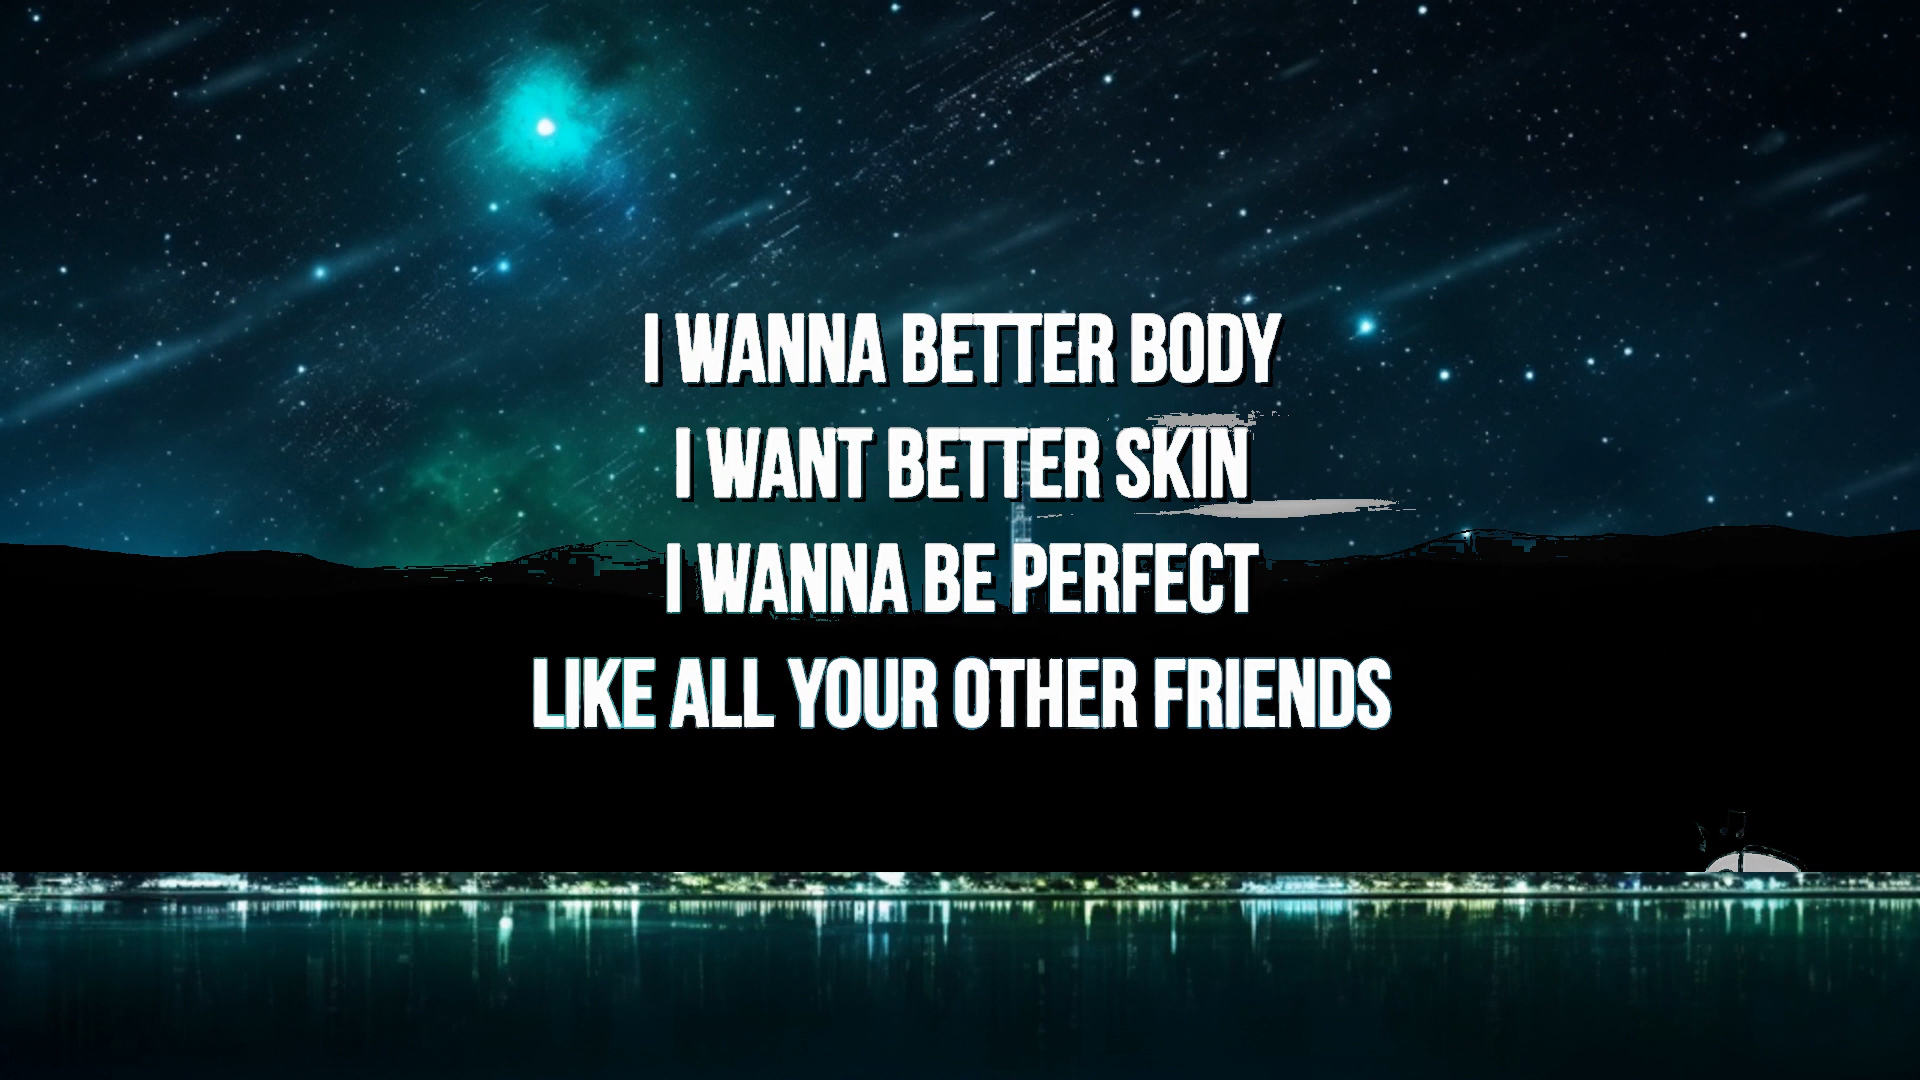 I WANNA BETTER BODY
I WANT BETTER SKIN
I WANNA BE PERFECT
LIKE ALL YOUR OTHER FRIENDS